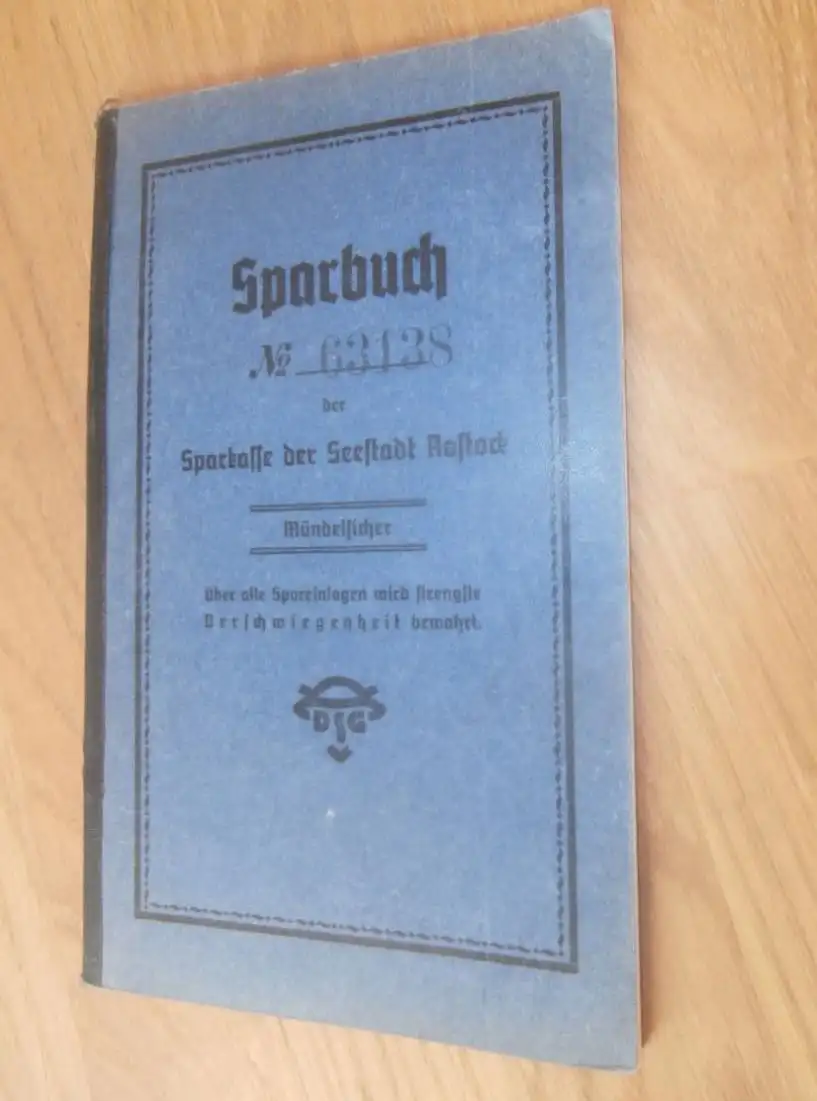 Sparbuch
№ 63138
der
Sparkasse der Seestadt Rostock
Mündelsicher
Über alle Spareinlagen wird strengste
Verschwiegenheit bewahrt.
DSG